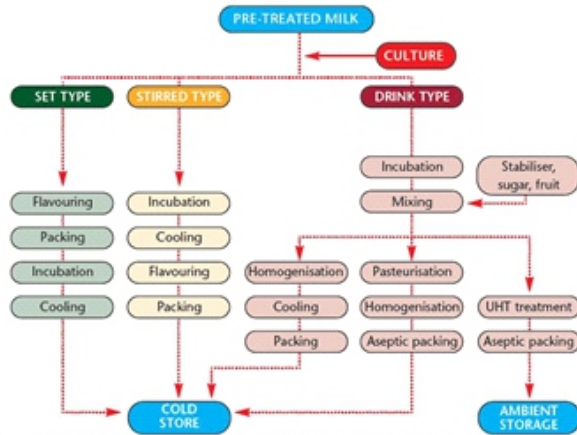 PRE-TREATED MILK
CULTURE
SET TYPE
STIRRED TYPE
DRINK TYPE
Incubation
Stabiliser,
sugar, fruit
Mixing
Flavouring
Packing
Incubation
Cooling
Incubation
Cooling
Flavouring
Packing
Homogenisation
Cooling
Packing
Pasteurisation
Homogenisation
Aseptic packing
UHT treatment
Aseptic packing
COLD
STORE
AMBIENT
STORAGE